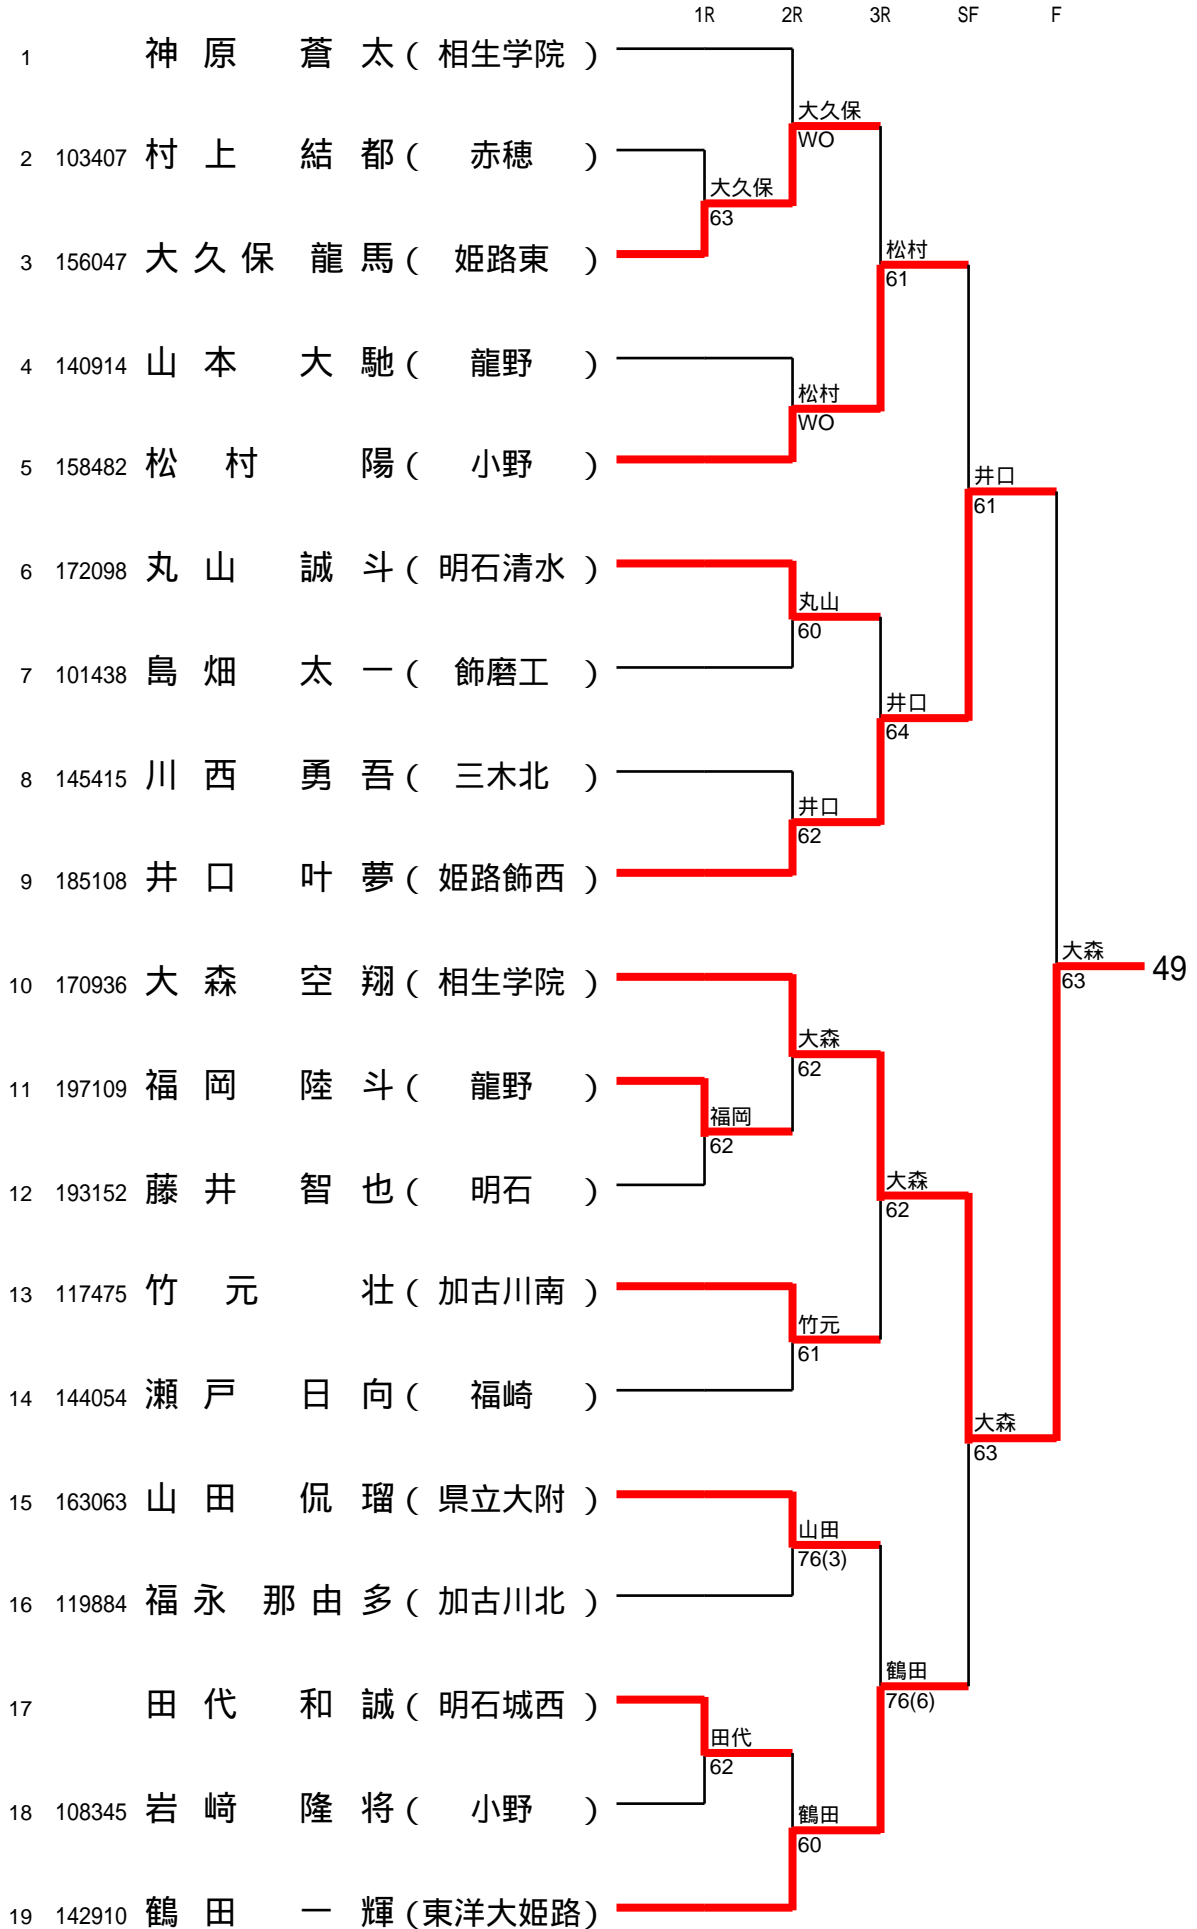 1R 2R 3R SF F
1 神原 蒼太 ( 相生学院 )
大久保
WO
2 103407 村上 結都 ( 赤穂 )
大久保
63
3 156047 大久保 龍馬 ( 姫路東 )
松村
61
4 140914 山本 大馳 ( 龍野 )
松村
WO
5 158482 松村 陽 ( 小野 )
井口
61
6 172098 丸山 誠斗 ( 明石清水 )
丸山
60
7 101438 島畑 太一 ( 飾磨工 )
井口
64
8 145415 川西 勇吾 ( 三木北 )
井口
62
9 185108 井口 叶夢 ( 姫路飾西 )
大森
63 49
10 170936 大森 空翔 ( 相生学院 )
大森
62
11 197109 福岡 陸斗 ( 龍野 )
福岡
62
12 193152 藤井 智也 ( 明石 )
大森
62
13 117475 竹元 壮 ( 加古川南 )
竹元
61
14 144054 瀬戸 日向 ( 福崎 )
大森
63
15 163063 山田 侃瑠 ( 県立大附 )
山田
76(3)
16 119884 福永 那由多 ( 加古川北 )
鶴田
76(6)
17 田代 和誠 ( 明石城西 )
田代
62
18 108345 岩﨑 隆将 ( 小野 )
鶴田
60
19 142910 鶴田 一輝 ( 東洋大姫路 )